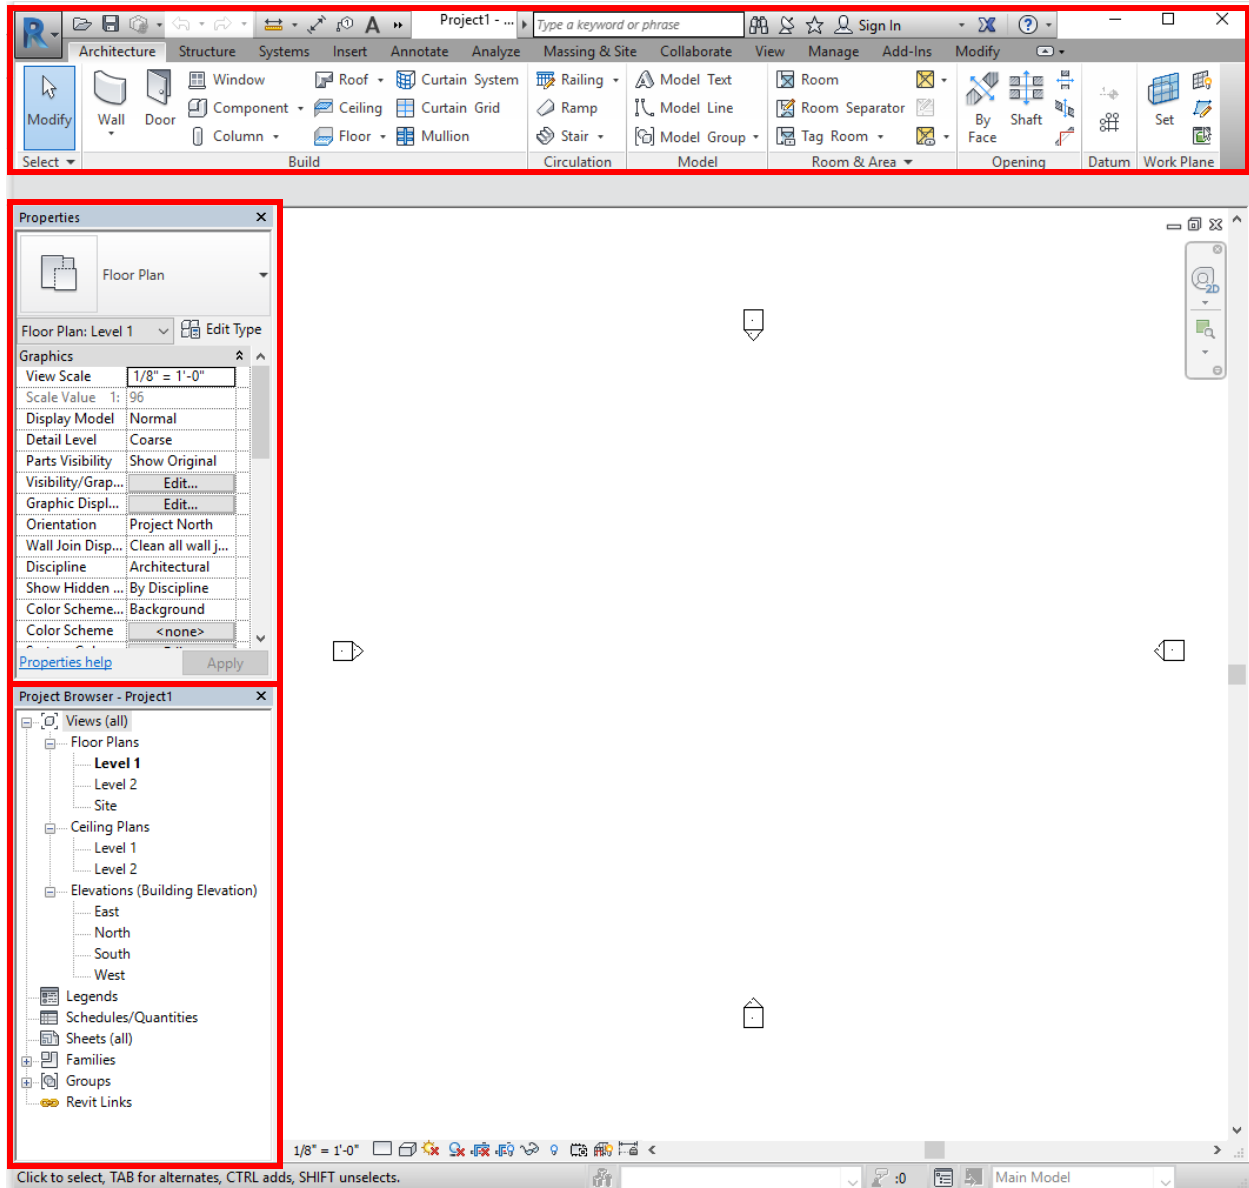 R Project1 - ... Type a keyword or phrase Sign In
Architecture Structure Systems Insert Annotate Analyze Massing & Site Collaborate View Manage Add-Ins Modify
Modify Wall Door Window Component Column Roof Ceiling Floor Curtain System Curtain Grid Mullion Railing Ramp Stair Model Text Model Line Model Group Room Room Separator Tag Room By Face Shaft Set
Select Build Circulation Model Room & Area Opening Datum Work Plane
Properties
Floor Plan
Floor Plan: Level 1 Edit Type
Graphics
View Scale 1/8" = 1'-0"
Scale Value 1: 96
Display Model Normal
Detail Level Coarse
Parts Visibility Show Original
Visibility/Grap... Edit...
Graphic Displ... Edit...
Orientation Project North
Wall Join Disp... Clean all wall j...
Discipline Architectural
Show Hidden ... By Discipline
Color Scheme... Background
Color Scheme <none>
Properties help Apply
2D
Project Browser - Project1
Views (all)
Floor Plans
Level 1
Level 2
Site
Ceiling Plans
Level 1
Level 2
Elevations (Building Elevation)
East
North
South
West
Legends
Schedules/Quantities
Sheets (all)
Families
Groups
Revit Links
1/8" = 1'-0"
Click to select, TAB for alternates, CTRL adds, SHIFT unselects. :0 Main Model